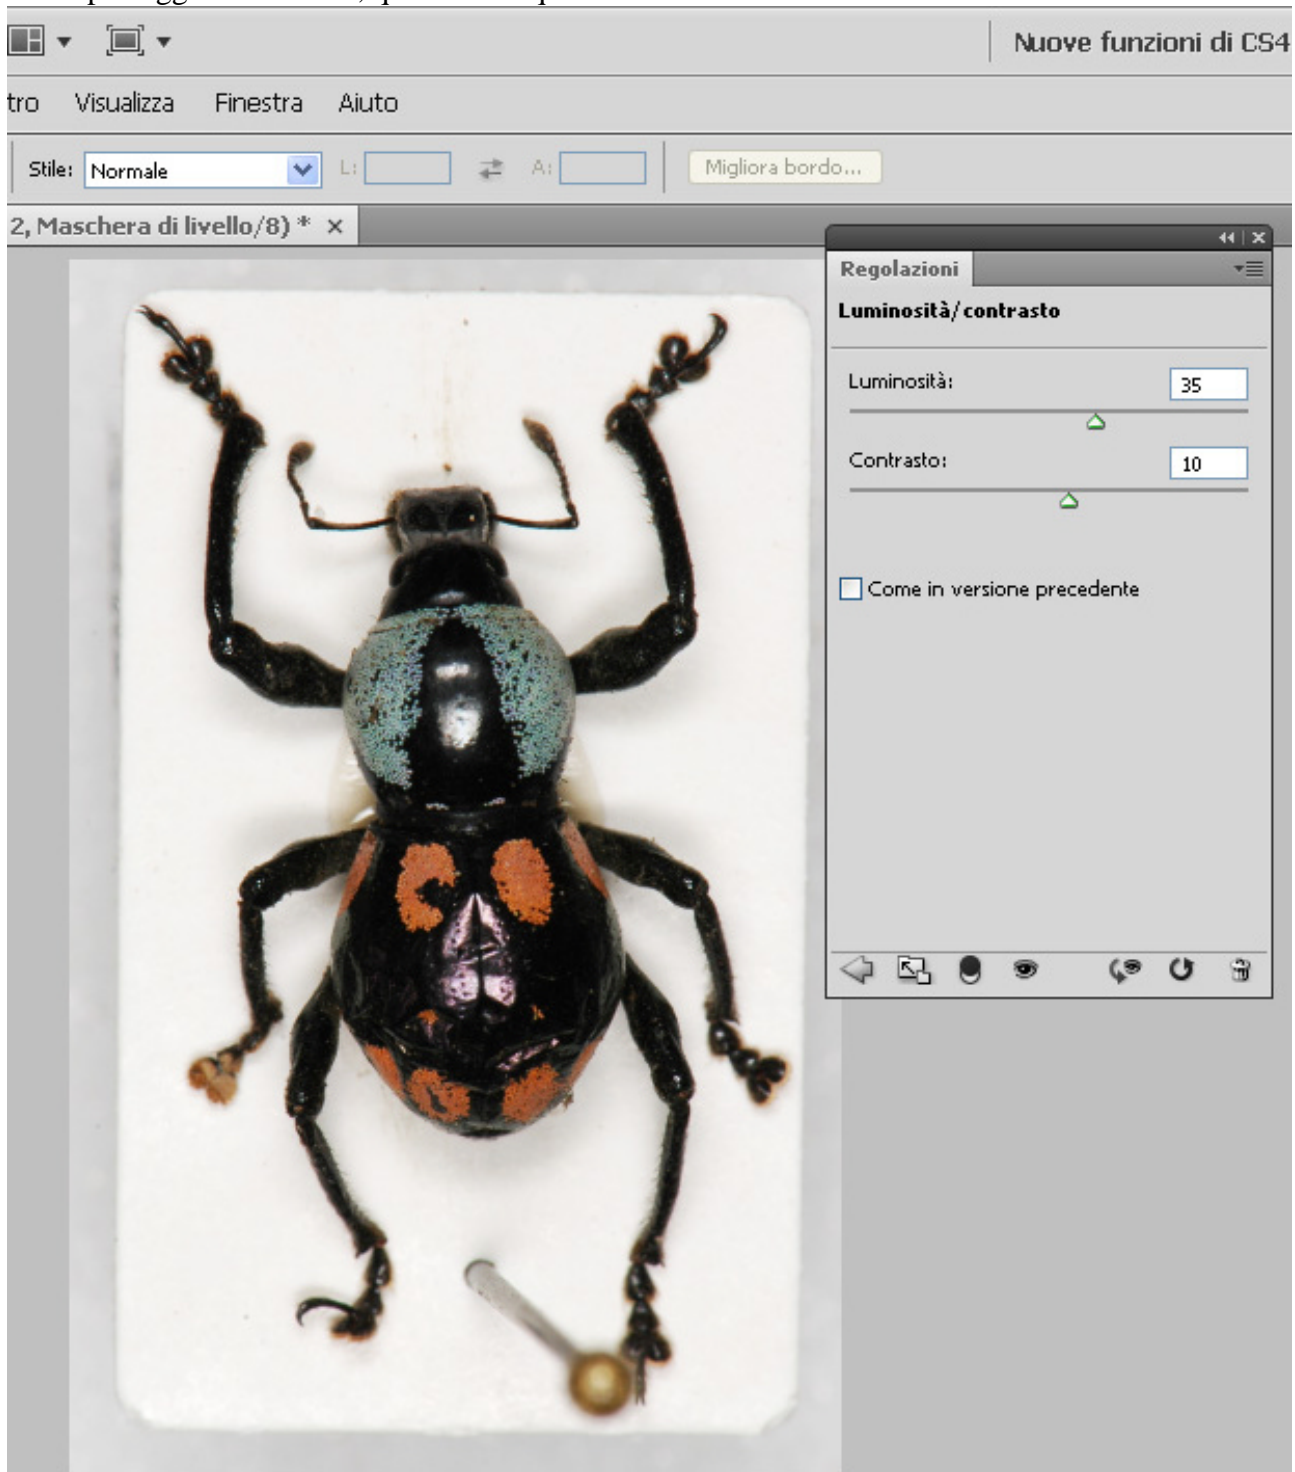 Nuove funzioni di CS4
tro Visualizza Finestra Aiuto
Stile: Normale L: A: Migliora bordo...
2, Maschera di livello/8) * x
Regolazioni
Luminosità/contrasto
Luminosità: 35
Contrasto: 10
Come in versione precedente